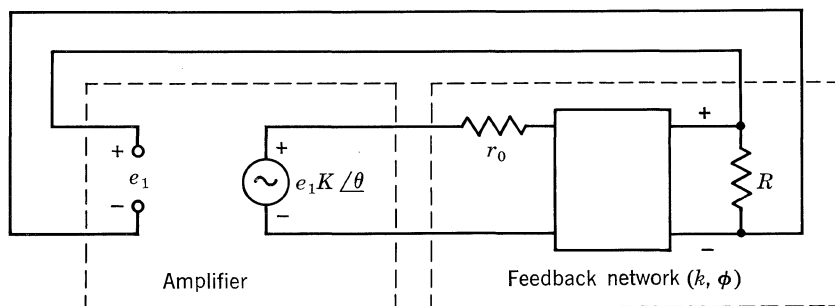 +
e₁
−
+
e₁K ∠θ
−
r₀
+
R
−
Amplifier
Feedback network (k, ϕ)